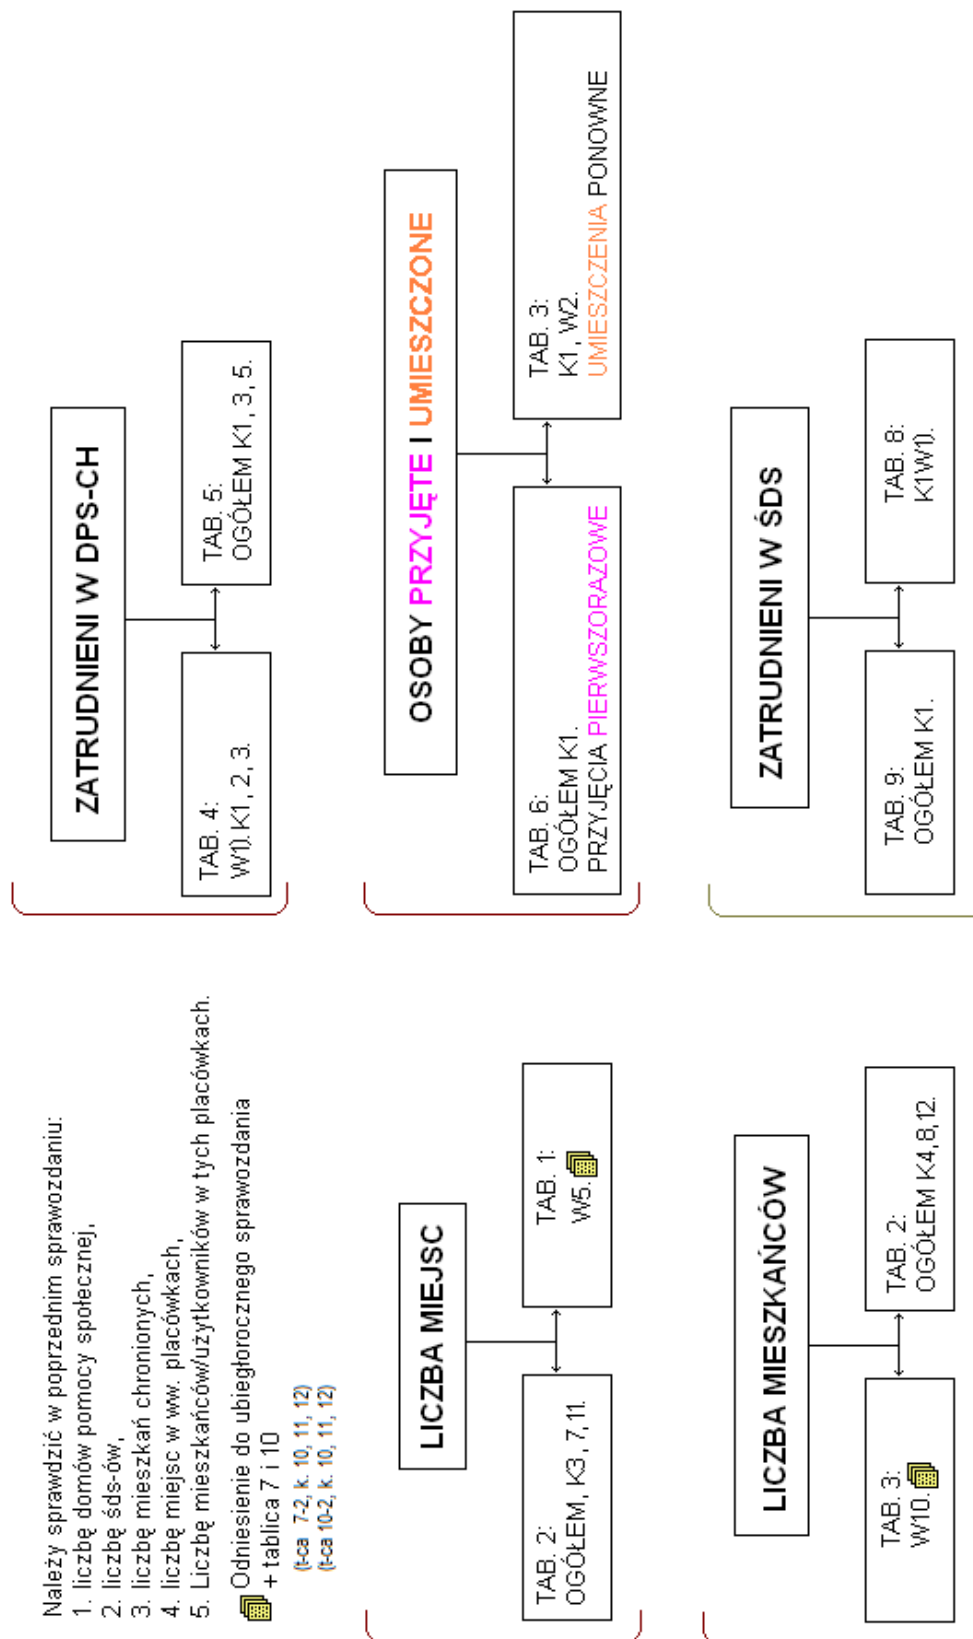 Należy sprawdzić w poprzednim sprawozdaniu:
1. liczbę domów pomocy społecznej,
2. liczbę śds-ów,
3. liczbę mieszkań chronionych,
4. liczbę miejsc w ww. placówkach,
5. Liczbę mieszkańców/użytkowników w tych placówkach.
Odniesienie do ubiegłorocznego sprawozdania
+ tablica 7 i 10
(t-ca 7-2, k. 10, 11, 12)
(t-ca 10-2, k. 10, 11, 12)
ZATRUDNIENI W DPS-CH
TAB. 4:
W1). K1, 2, 3.
TAB. 5:
OGÓŁEM K1, 3, 5.
LICZBA MIEJSC
TAB. 2:
OGÓŁEM, K3, 7,11.
TAB. 1:
W5.
OSOBY PRZYJĘTE I UMIESZCZONE
TAB. 6:
OGÓŁEM K1.
PRZYJĘCIA PIERWSZORAZOWE
TAB. 3:
K1, W2.
UMIESZCZENIA PONOWNE
LICZBA MIESZKAŃCÓW
TAB. 3:
W10.
TAB. 2:
OGÓŁEM K4,8,12.
ZATRUDNIENI W ŚDS
TAB. 9:
OGÓŁEM K1.
TAB. 8:
K1W1).